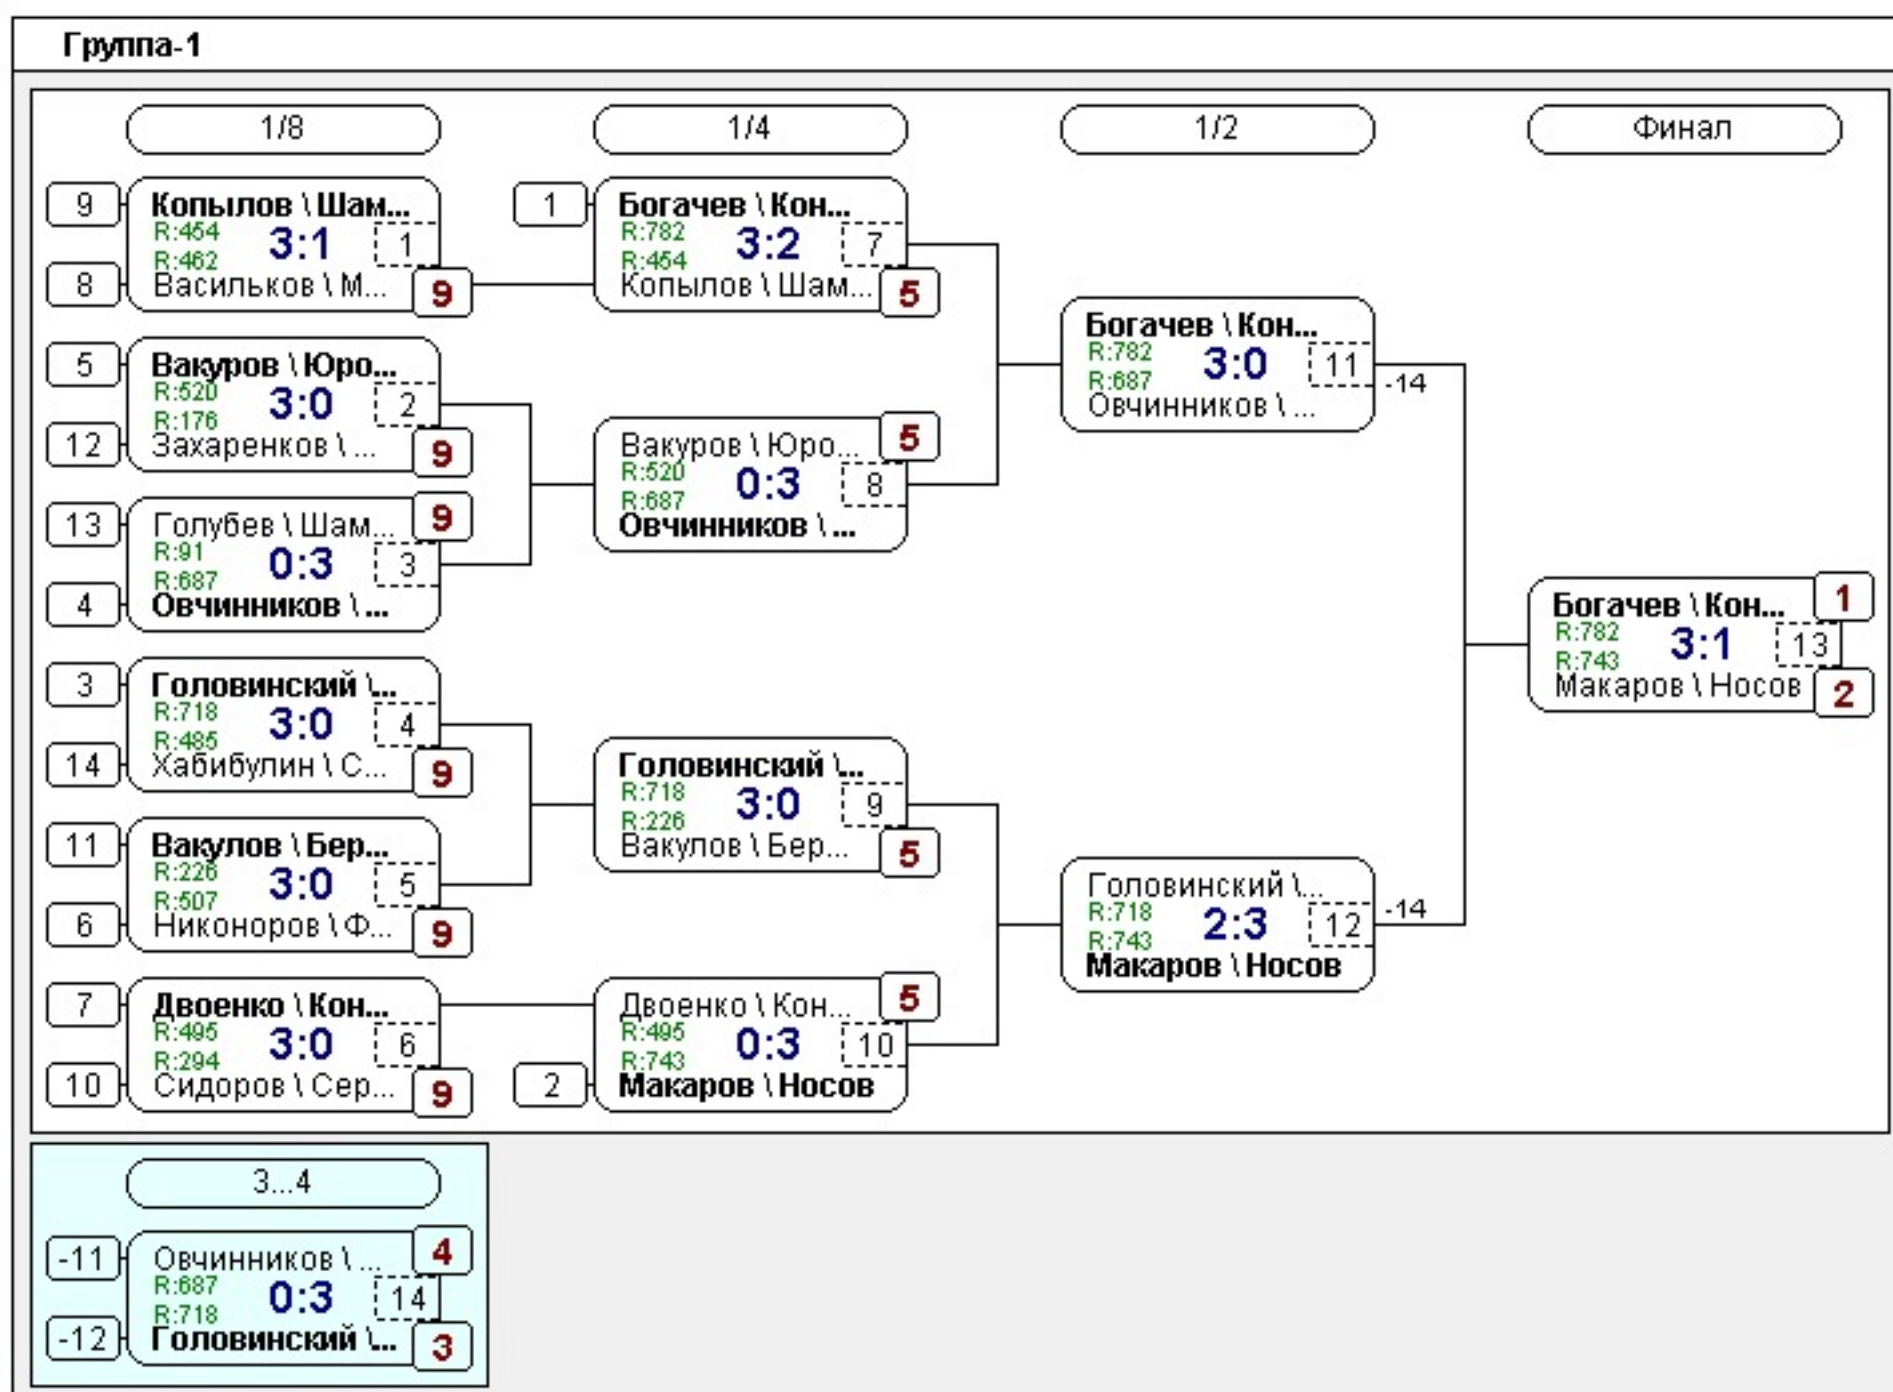 Группа-1
1/8
1/4
1/2
Финал
9
Копылов \ Шам...
R:454
3:1
1
R:462
8
Васильков \ М...
9
5
Вакуров \ Юро...
R:520
3:0
2
R:176
12
Захаренков \ ...
9
13
Голубев \ Шам...
9
R:91
0:3
3
R:687
4
Овчинников \ ...
3
Головинский \...
R:718
3:0
4
R:485
14
Хабибулин \ С...
9
11
Вакулов \ Бер...
R:226
3:0
5
R:507
6
Никоноров \ Ф...
9
7
Двоенко \ Кон...
R:495
3:0
6
R:294
10
Сидоров \ Сер...
9
1
Богачев \ Кон...
R:782
3:2
7
R:454
Копылов \ Шам...
5
Вакуров \ Юро...
5
R:520
0:3
8
R:687
Овчинников \ ...
Головинский \...
R:718
3:0
9
R:226
Вакулов \ Бер...
5
Двоенко \ Кон...
5
R:495
0:3
10
R:743
2
Макаров \ Носов
Богачев \ Кон...
R:782
3:0
11
-14
R:687
Овчинников \ ...
Головинский \...
R:718
2:3
12
-14
R:743
Макаров \ Носов
Богачев \ Кон...
1
R:782
3:1
13
R:743
Макаров \ Носов
2
3...4
-11
Овчинников \ ...
4
R:687
0:3
14
R:718
-12
Головинский \...
3